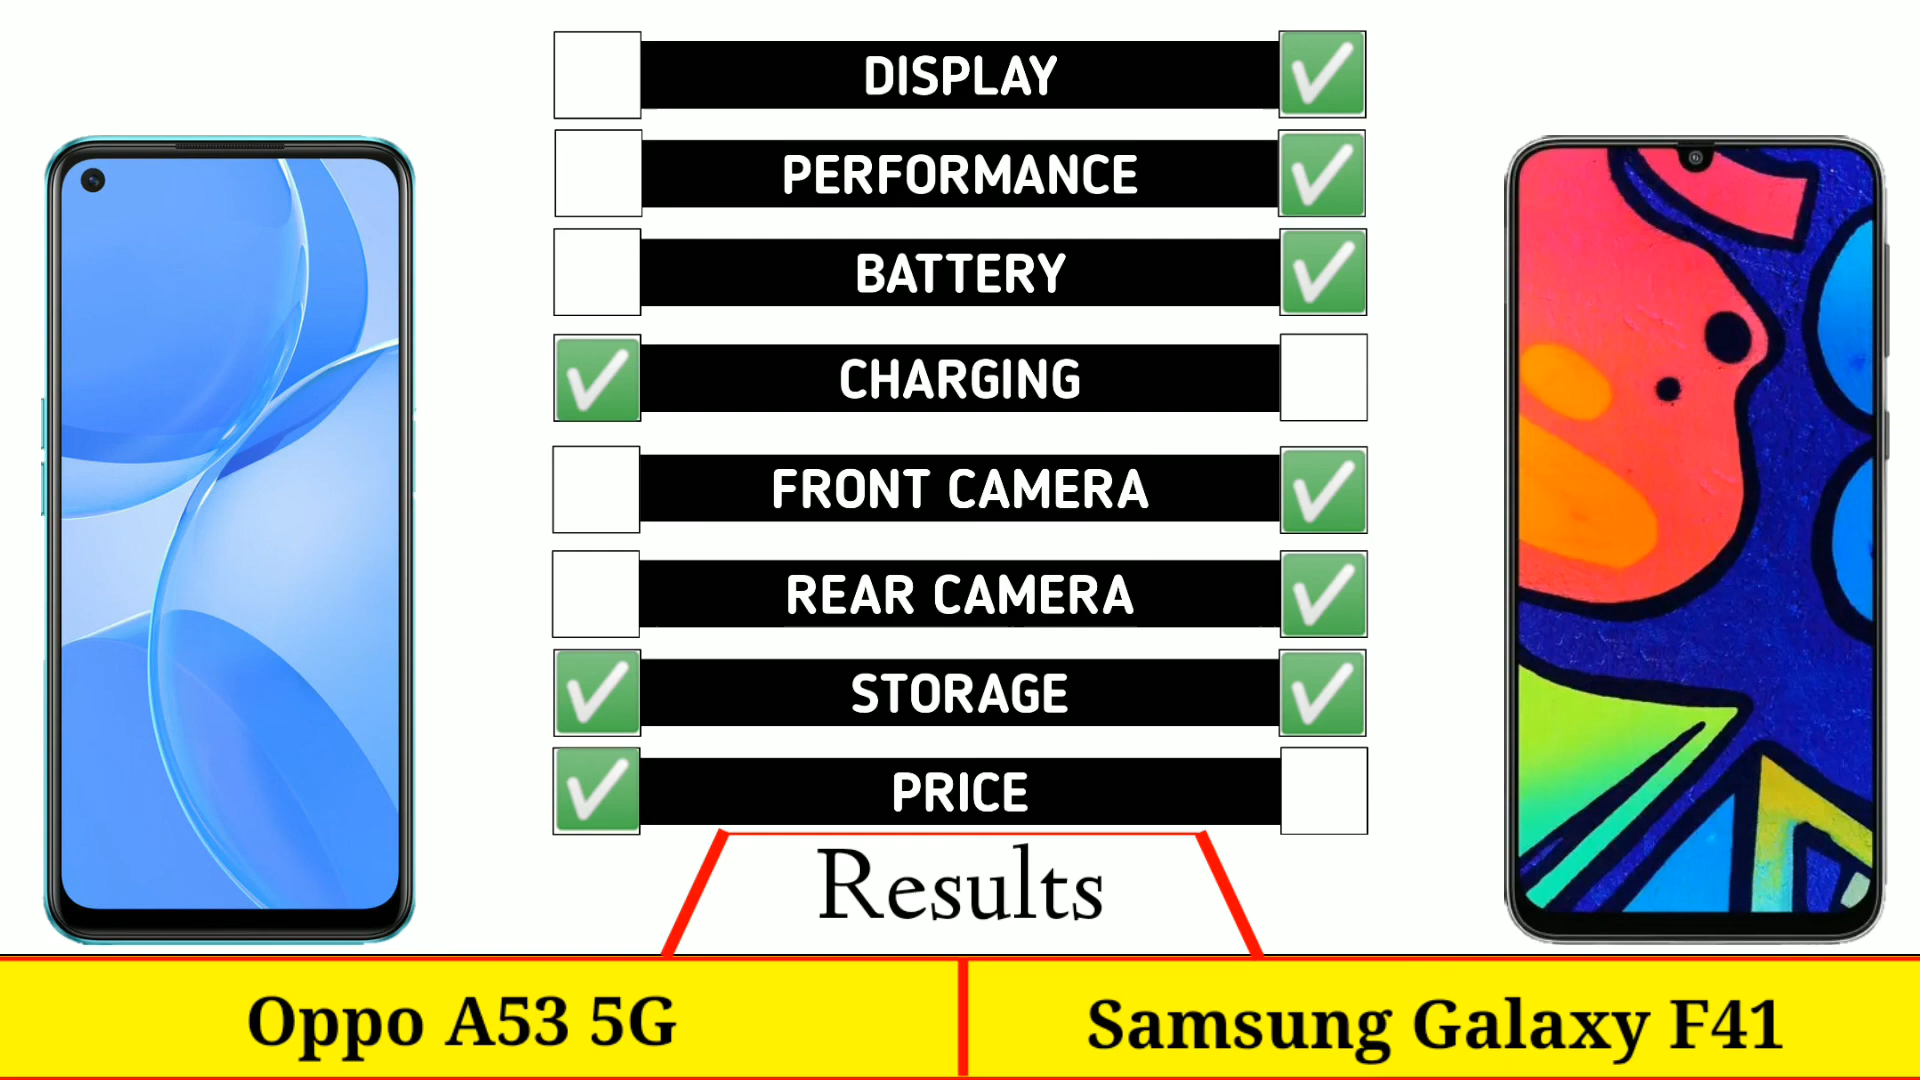 DISPLAY
PERFORMANCE
BATTERY
CHARGING
FRONT CAMERA
REAR CAMERA
STORAGE
PRICE
Results
Oppo A53 5G
Samsung Galaxy F41